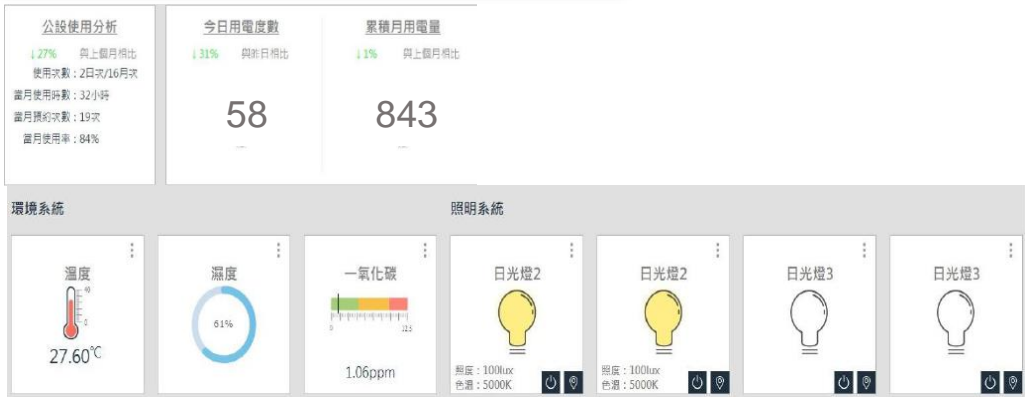 公設使用分析
↓27% 與上個月相比
使用次數：2日次/16月次
當月使用時數：32小時
當月預約次數：19次
當月使用率：84%
今日用電度數
↓31% 與昨日相比
58
累積月用電量
↓1% 與上個月相比
843
環境系統
照明系統
溫度
40
0
27.60℃
濕度
61%
一氧化碳
0
1.06ppm
日光燈2
照度：100lux
色溫：5000K
日光燈2
照度：100lux
色溫：5000K
日光燈3
日光燈3